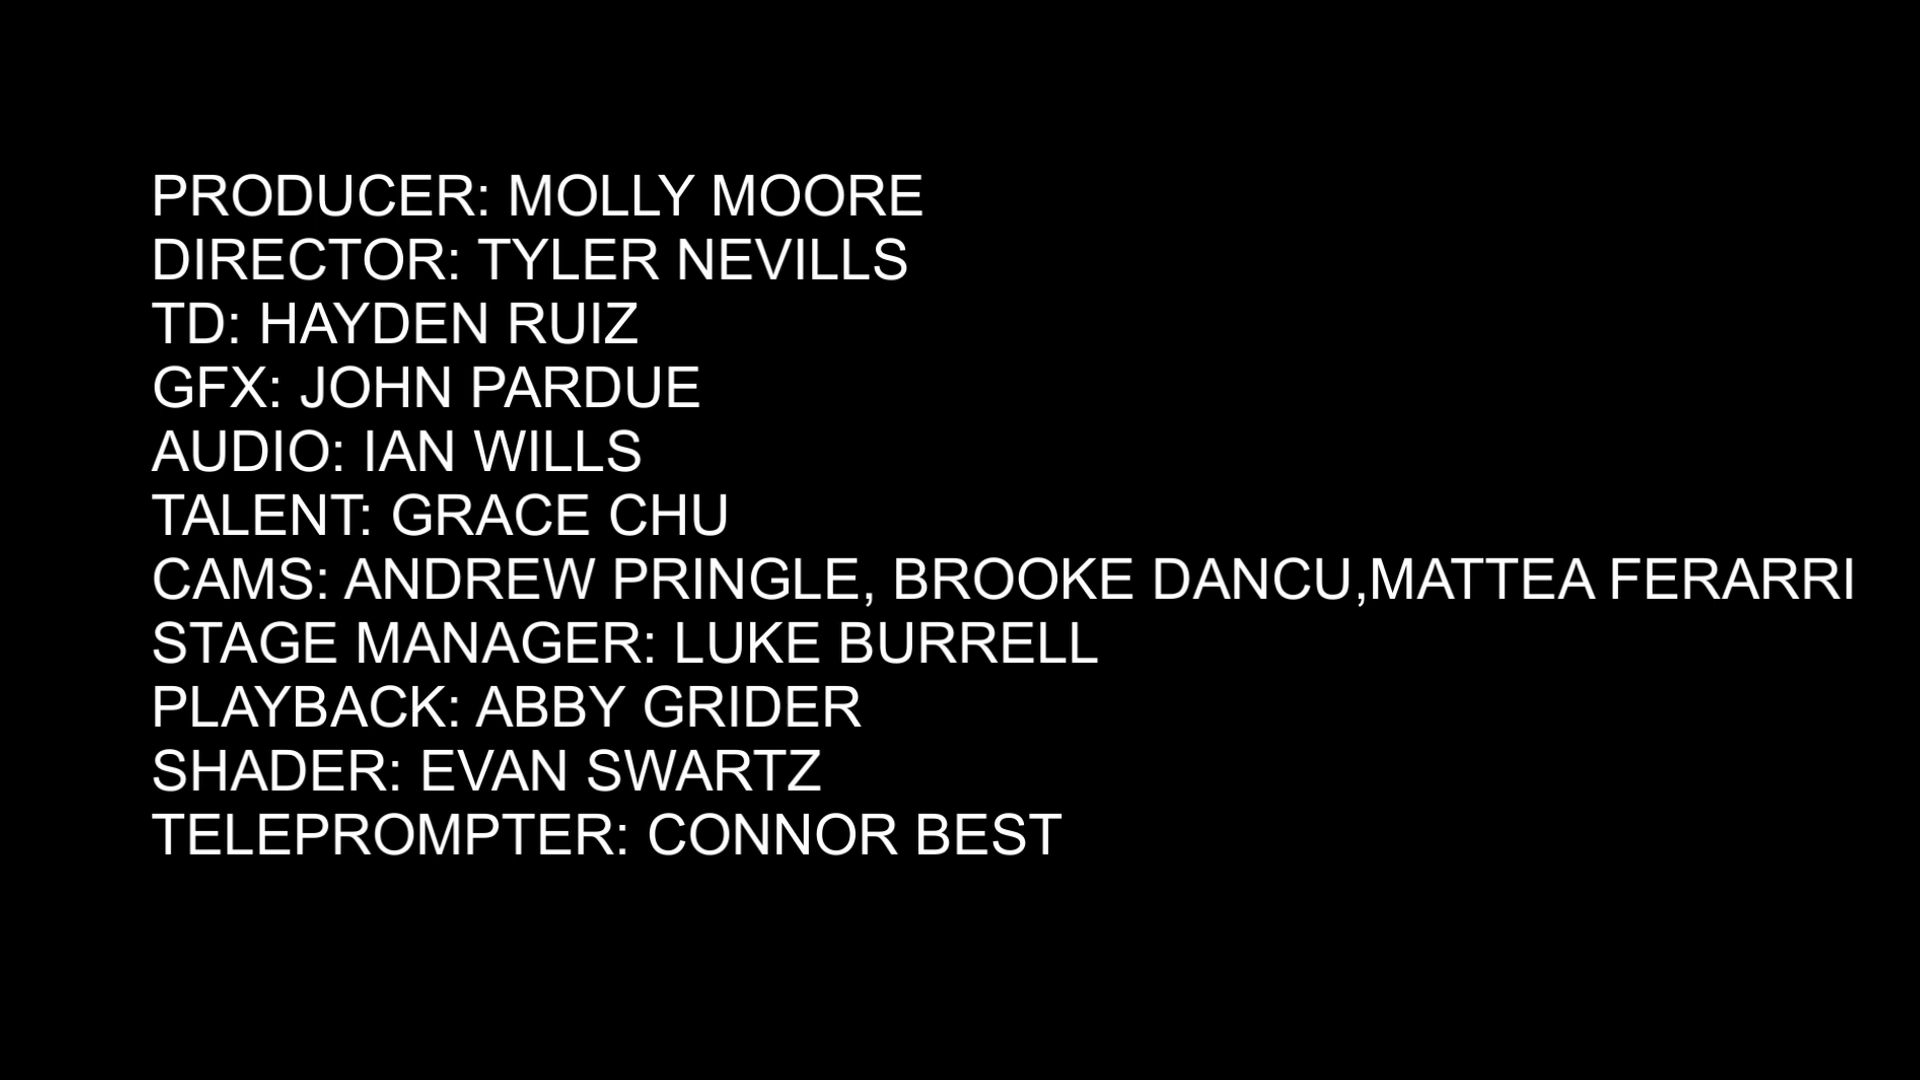 PRODUCER: MOLLY MOORE
DIRECTOR: TYLER NEVILLS
TD: HAYDEN RUIZ
GFX: JOHN PARDUE
AUDIO: IAN WILLS
TALENT: GRACE CHU
CAMS: ANDREW PRINGLE, BROOKE DANCU,MATTEA FERARRI
STAGE MANAGER: LUKE BURRELL
PLAYBACK: ABBY GRIDER
SHADER: EVAN SWARTZ
TELEPROMPTER: CONNOR BEST